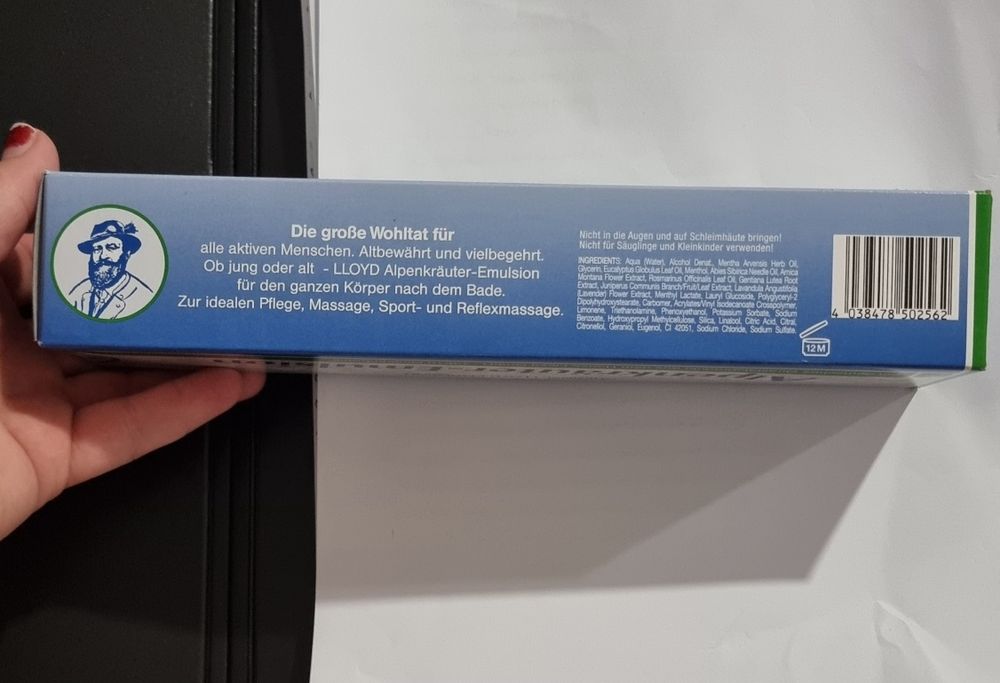 Die große Wohltat für
alle aktiven Menschen. Altbewährt und vielbegehrt.
Ob jung oder alt - LLOYD Alpenkräuter-Emulsion
für den ganzen Körper nach dem Bade.
Zur idealen Pflege, Massage, Sport- und Reflexmassage.
Nicht in die Augen und auf Schleimhäute bringen!
Nicht für Säuglinge und Kleinkinder verwenden!
INGREDIENTS: Aqua (Water), Alcohol Denat., Mentha Arvensis Herb Oil,
Glycerin, Eucalyptus Globulus Leaf Oil, Menthol, Abies Sibirica Needle Oil, Arnica
Montana Flower Extract, Rosmarinus Officinalis Leaf Oil, Gentiana Lutea Root
Extract, Juniperus Communis Branch/Fruit/Leaf Extract, Lavandula Angustifolia
(Lavender) Flower Extract, Menthyl Lactate, Lauryl Glucoside, Polyglyceryl-2
Dipolyhydroxystearate, Carbomer, Acrylates/Vinyl Isodecanoate Crosspolymer,
Limonene, Triethanolamine, Phenoxyethanol, Potassium Sorbate, Sodium
Benzoate, Hydroxypropyl Methylcellulose, Silica, Linalool, Citric Acid, Citral,
Citronellol, Geraniol, Eugenol, CI 42051, Sodium Chloride, Sodium Sulfate.
4 038478 502562
12 M
Alpenkräuter-Emulsion